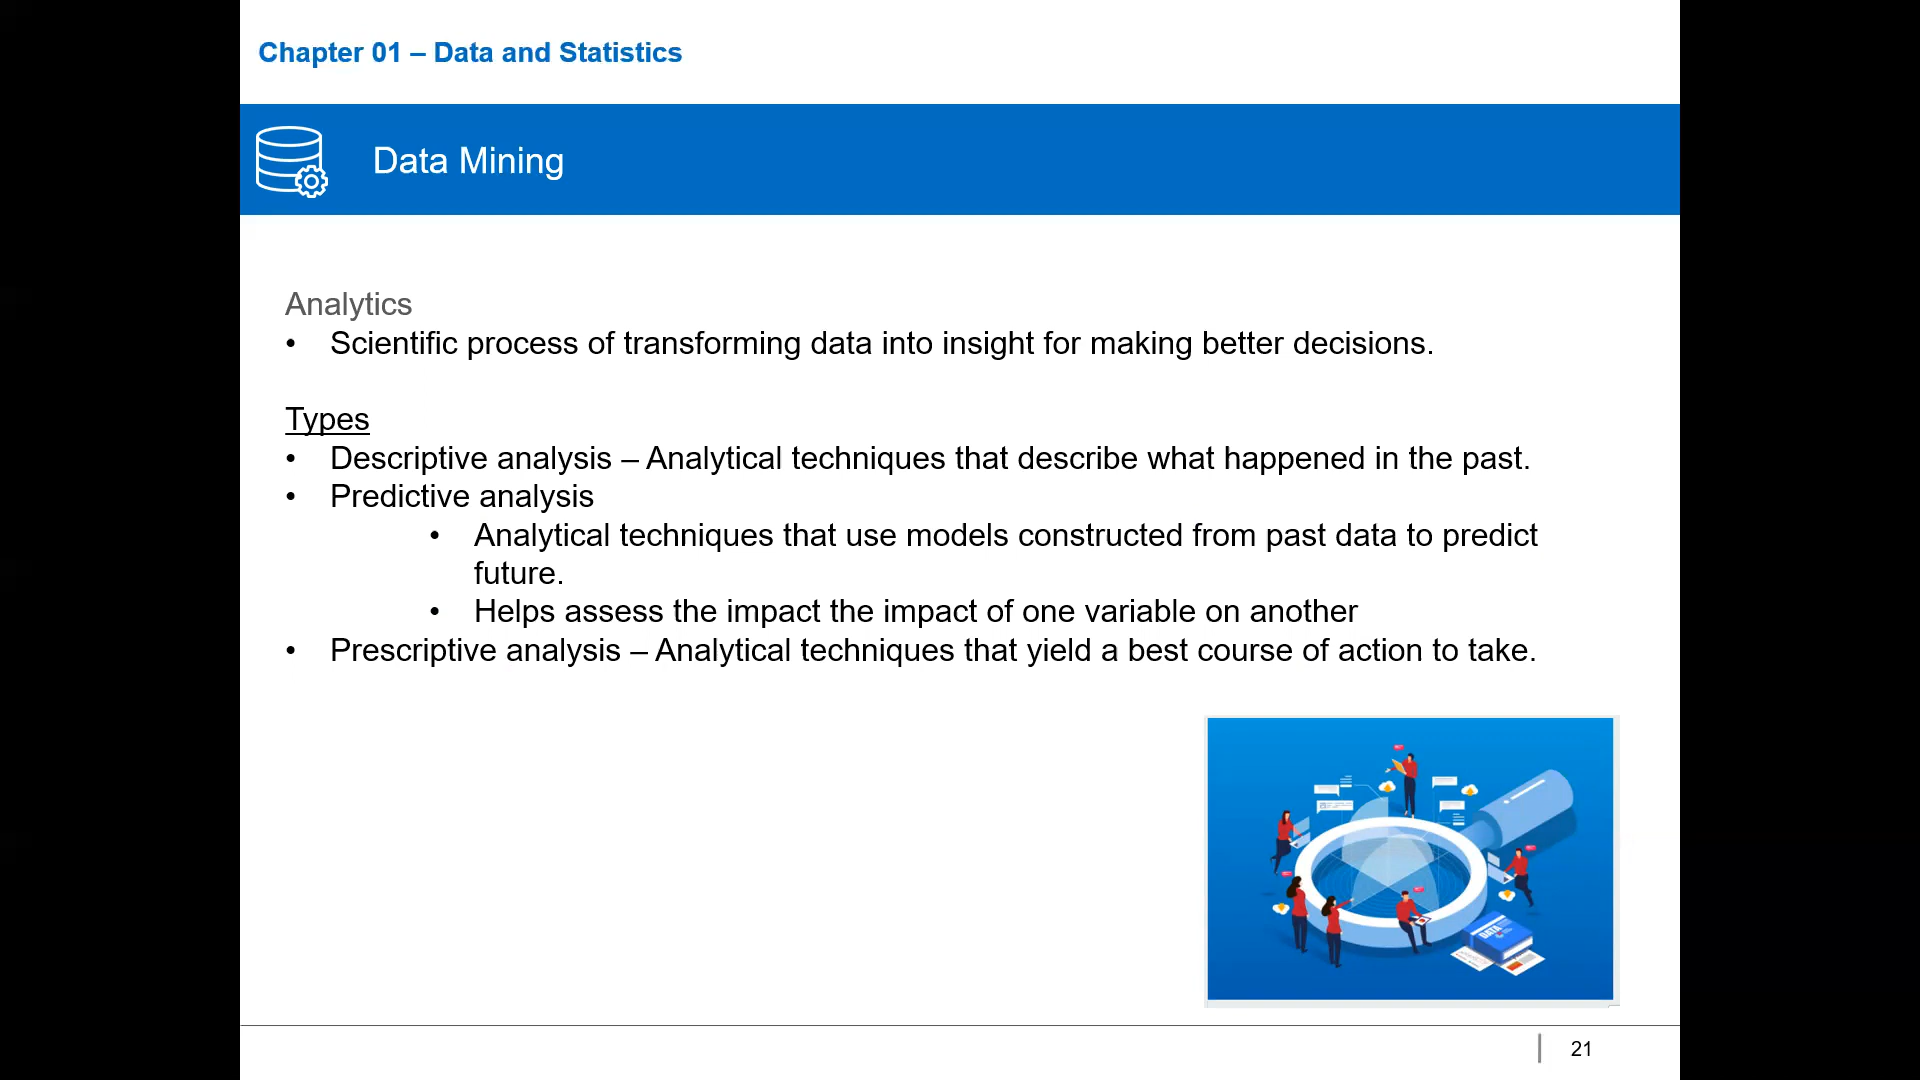 Chapter 01 – Data and Statistics
Data Mining
Analytics
• Scientific process of transforming data into insight for making better decisions.
Types
• Descriptive analysis – Analytical techniques that describe what happened in the past.
• Predictive analysis
• Analytical techniques that use models constructed from past data to predict
future.
• Helps assess the impact the impact of one variable on another
• Prescriptive analysis – Analytical techniques that yield a best course of action to take.
DATA
21